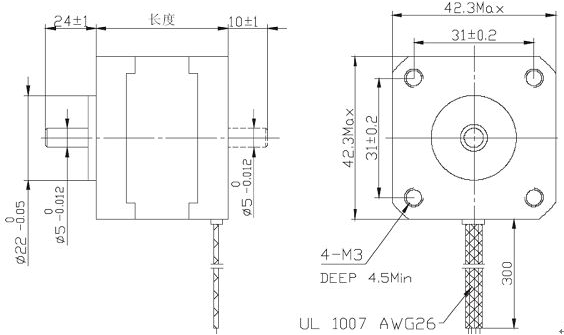 24±1
长度
10±1
42.3Max
31±0.2
42.3Max
31±0.2
ø22 0 -0.05
ø5 0 -0.012
ø5 0 -0.012
4-M3
DEEP 4.5Min
300
UL 1007 AWG26